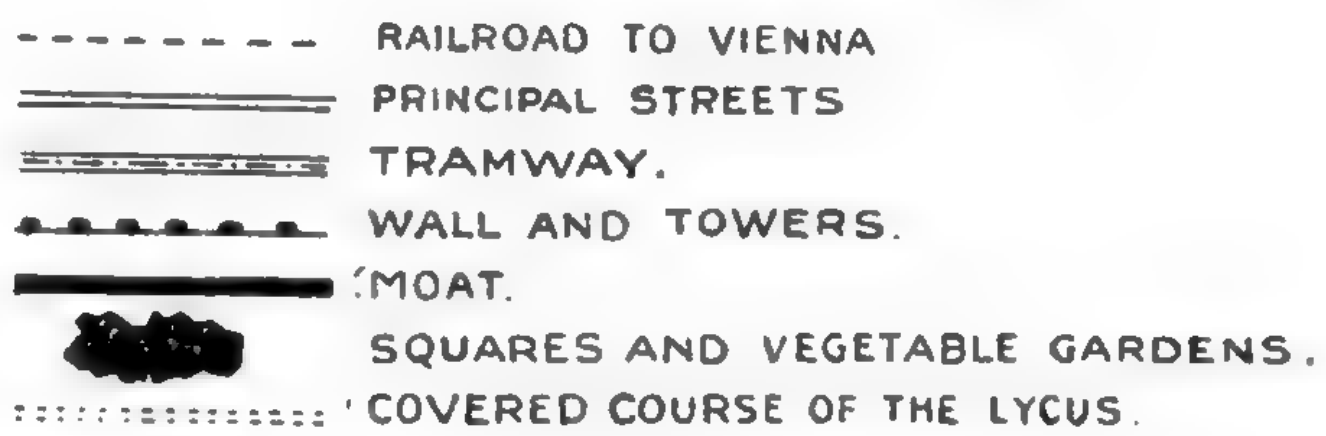 RAILROAD TO VIENNA
PRINCIPAL STREETS
TRAMWAY.
WALL AND TOWERS.
MOAT.
SQUARES AND VEGETABLE GARDENS.
COVERED COURSE OF THE LYCUS.